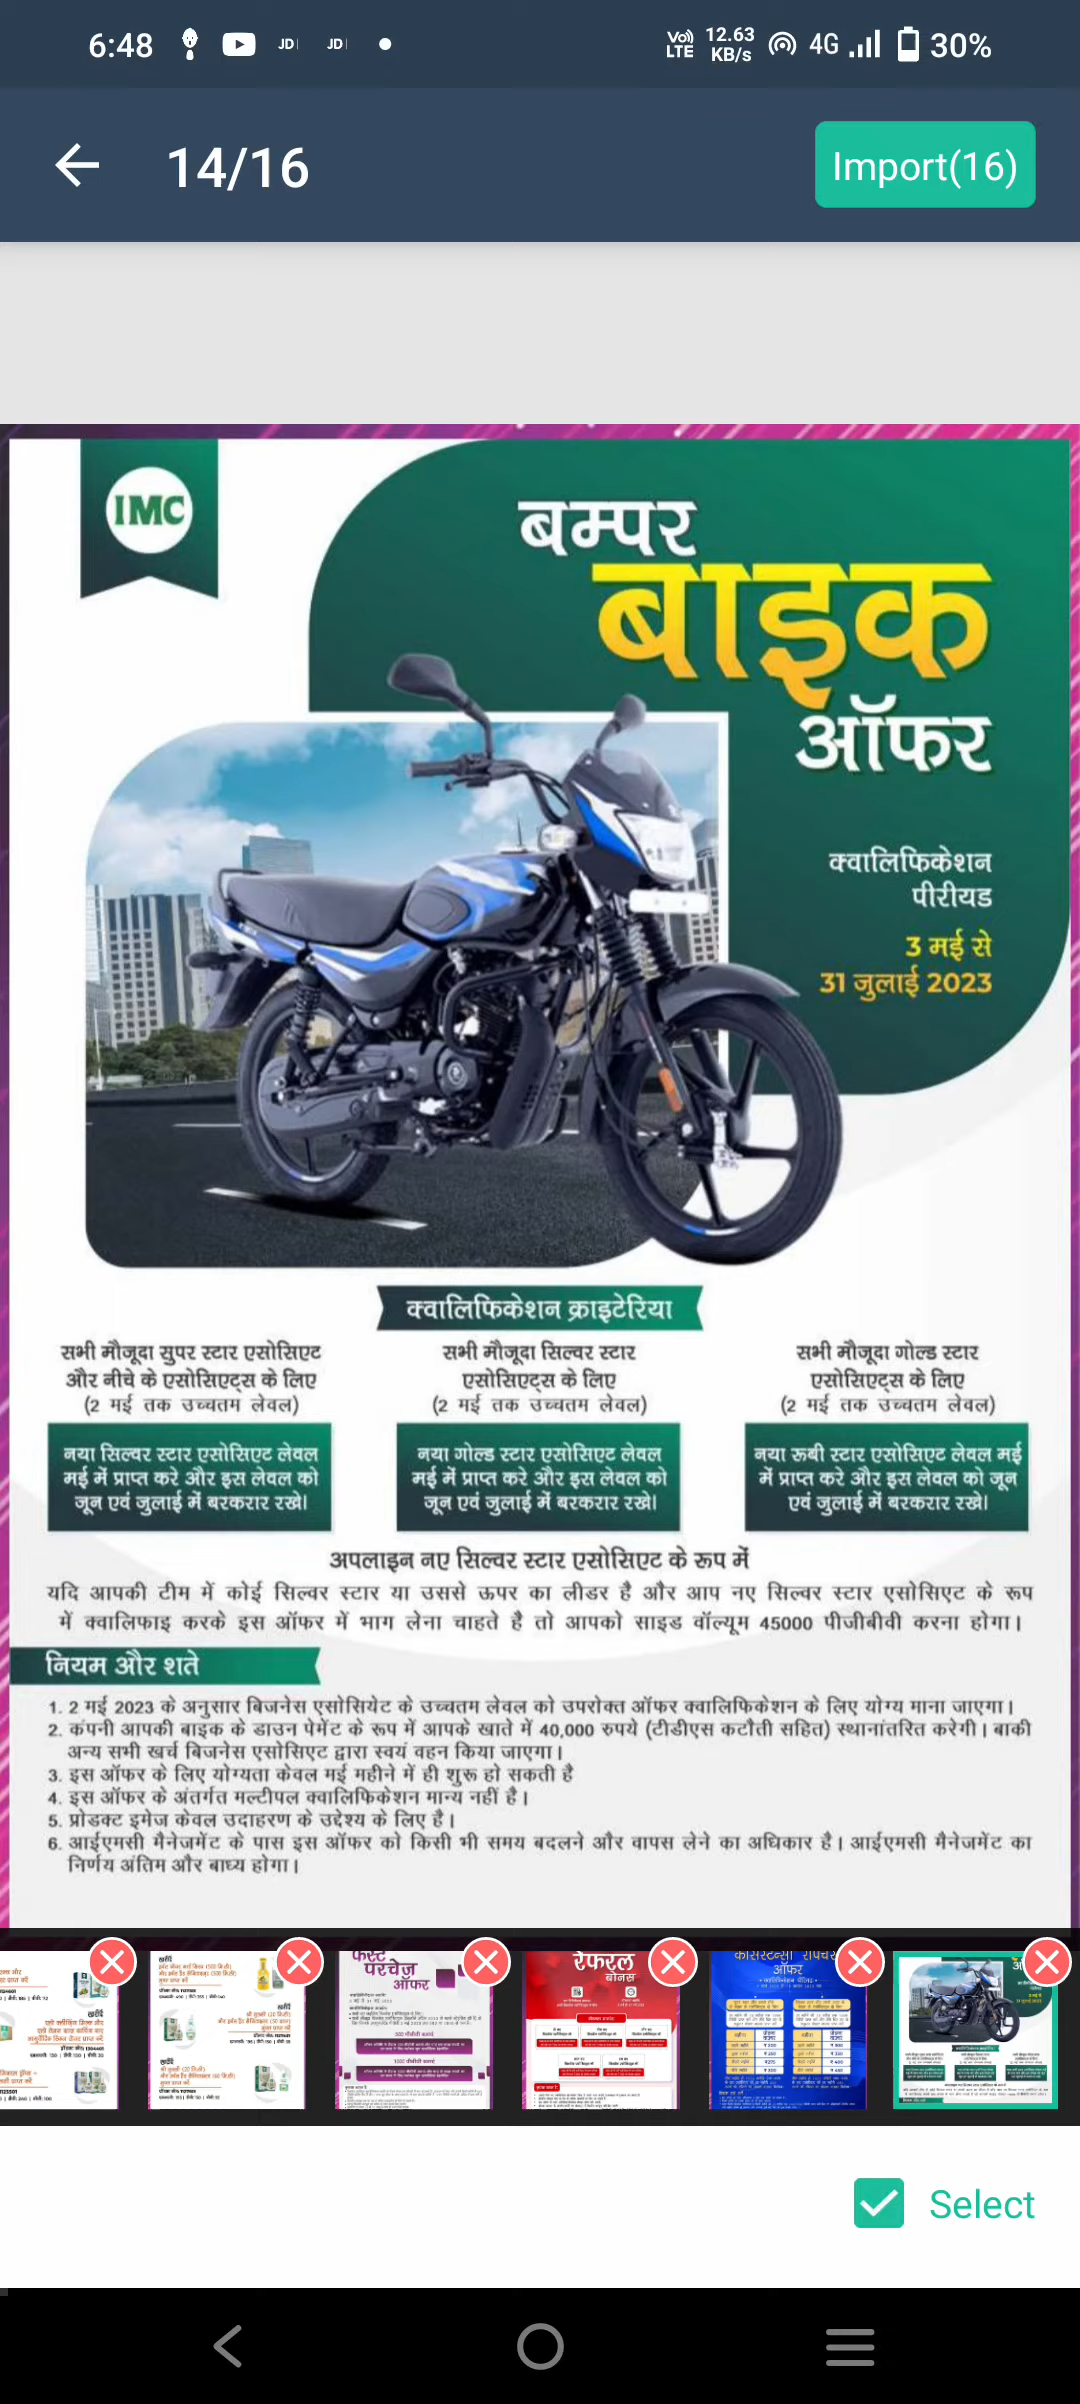 6:48
JD
JD
Vo) LTE
12.63 KB/s
4G
30%
14/16
Import(16)
IMC
बम्पर
बाइक
ऑफर
क्वालिफिकेशन
पीरीयड
3 मई से
31 जुलाई 2023
क्वालिफिकेशन क्राइटेरिया
सभी मौजूदा सुपर स्टार एसोसिएट
और नीचे के एसोसिएट्स के लिए
(2 मई तक उच्चतम लेवल)
नया सिल्वर स्टार एसोसिएट लेवल
मई में प्राप्त करे और इस लेवल को
जून एवं जुलाई में बरकरार रखे।
सभी मौजूदा सिल्वर स्टार
एसोसिएट्स के लिए
(2 मई तक उच्चतम लेवल)
नया गोल्ड स्टार एसोसिएट लेवल
मई में प्राप्त करे और इस लेवल को
जून एवं जुलाई में बरकरार रखे।
सभी मौजूदा गोल्ड स्टार
एसोसिएट्स के लिए
(2 मई तक उच्चतम लेवल)
नया रूबी स्टार एसोसिएट लेवल मई
में प्राप्त करे और इस लेवल को जून
एवं जुलाई में बरकरार रखे।
अपलाइन नए सिल्वर स्टार एसोसिएट के रूप में
यदि आपकी टीम में कोई सिल्वर स्टार या उससे ऊपर का लीडर है और आप नए सिल्वर स्टार एसोसिएट के रूप
में क्वालिफाइ करके इस ऑफर में भाग लेना चाहते है तो आपको साइड वॉल्यूम 45000 पीजीबीवी करना होगा।
नियम और शते
1. 2 मई 2023 के अनुसार बिजनेस एसोसियेट के उच्चतम लेवल को उपरोक्त ऑफर क्वालिफिकेशन के लिए योग्य माना जाएगा।
2. कंपनी आपकी बाइक के डाउन पेमेंट के रूप में आपके खाते में 40,000 रुपये (टीडीएस कटौती सहित) स्थानांतरित करेगी। बाकी
अन्य सभी खर्च बिजनेस एसोसिएट द्वारा स्वयं वहन किया जाएगा।
3. इस ऑफर के लिए योग्यता केवल मई महीने में ही शुरू हो सकती है
4. इस ऑफर के अंतर्गत मल्टीपल क्वालिफिकेशन मान्य नहीं है।
5. प्रोडक्ट इमेज केवल उदाहरण के उद्देश्य के लिए है।
6. आईएमसी मैनेजमेंट के पास इस ऑफर को किसी भी समय बदलने और वापस लेने का अधिकार है। आईएमसी मैनेजमेंट का
निर्णय अंतिम और बाध्य होगा।
परचेज़
ऑफर
रेफरल
बोनस
ऑफर
Select